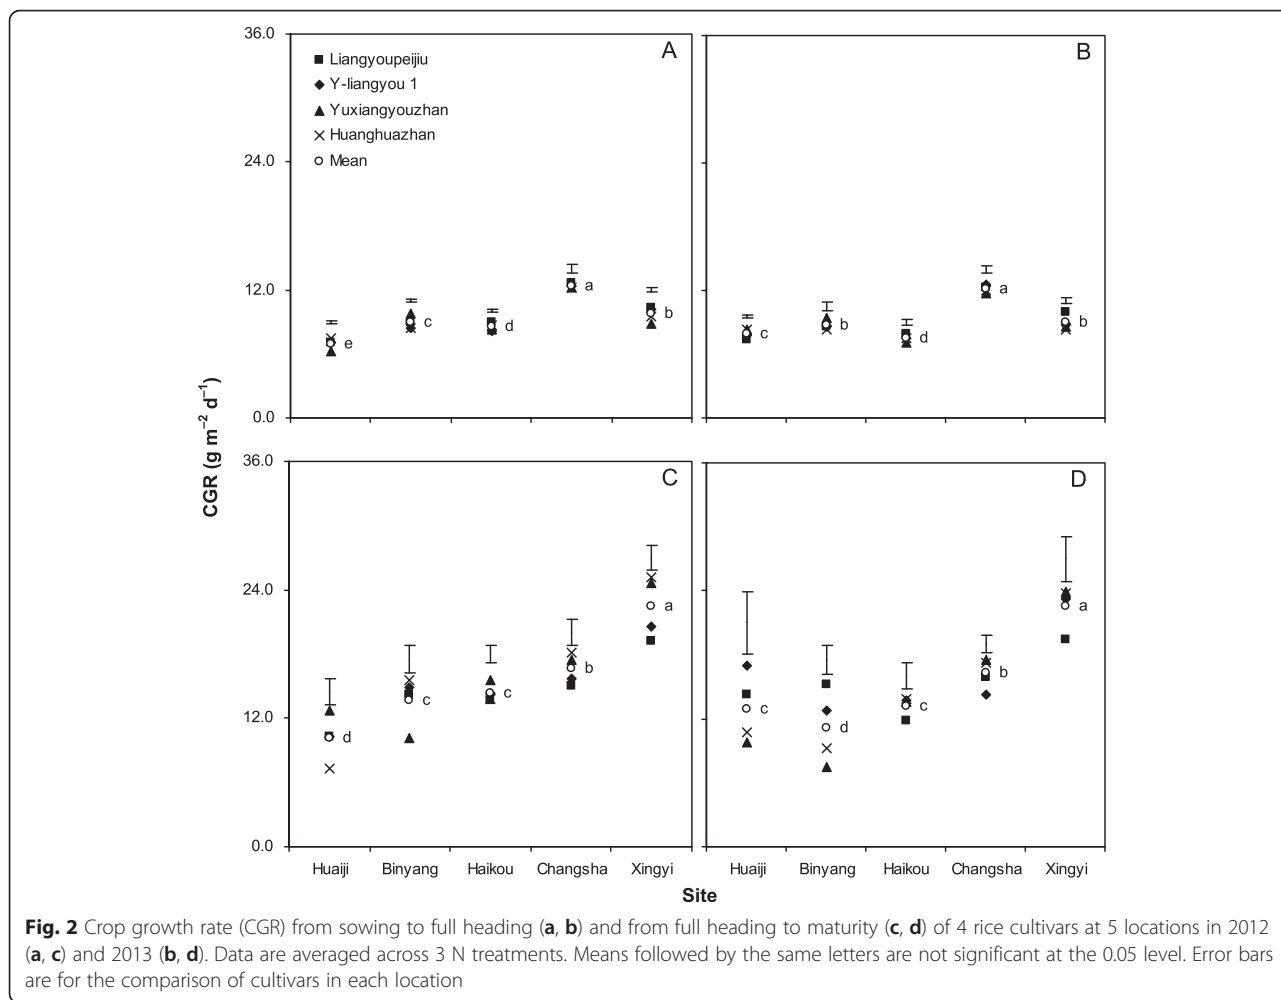 36.0
A
B
Liangyoupeijiu
Y-liangyou 1
Yuxiangyouzhan
Huanghuazhan
Mean
24.0
12.0
0.0
e
c
d
a
b
c
b
d
a
b
CGR (g m⁻² d⁻¹)
36.0
C
D
24.0
12.0
0.0
d
c
c
b
a
c
d
c
b
a
Huaiji Binyang Haikou Changsha Xingyi Huaiji Binyang Haikou Changsha Xingyi
Site
Fig. 2 Crop growth rate (CGR) from sowing to full heading (a, b) and from full heading to maturity (c, d) of 4 rice cultivars at 5 locations in 2012
(a, c) and 2013 (b, d). Data are averaged across 3 N treatments. Means followed by the same letters are not significant at the 0.05 level. Error bars
are for the comparison of cultivars in each location